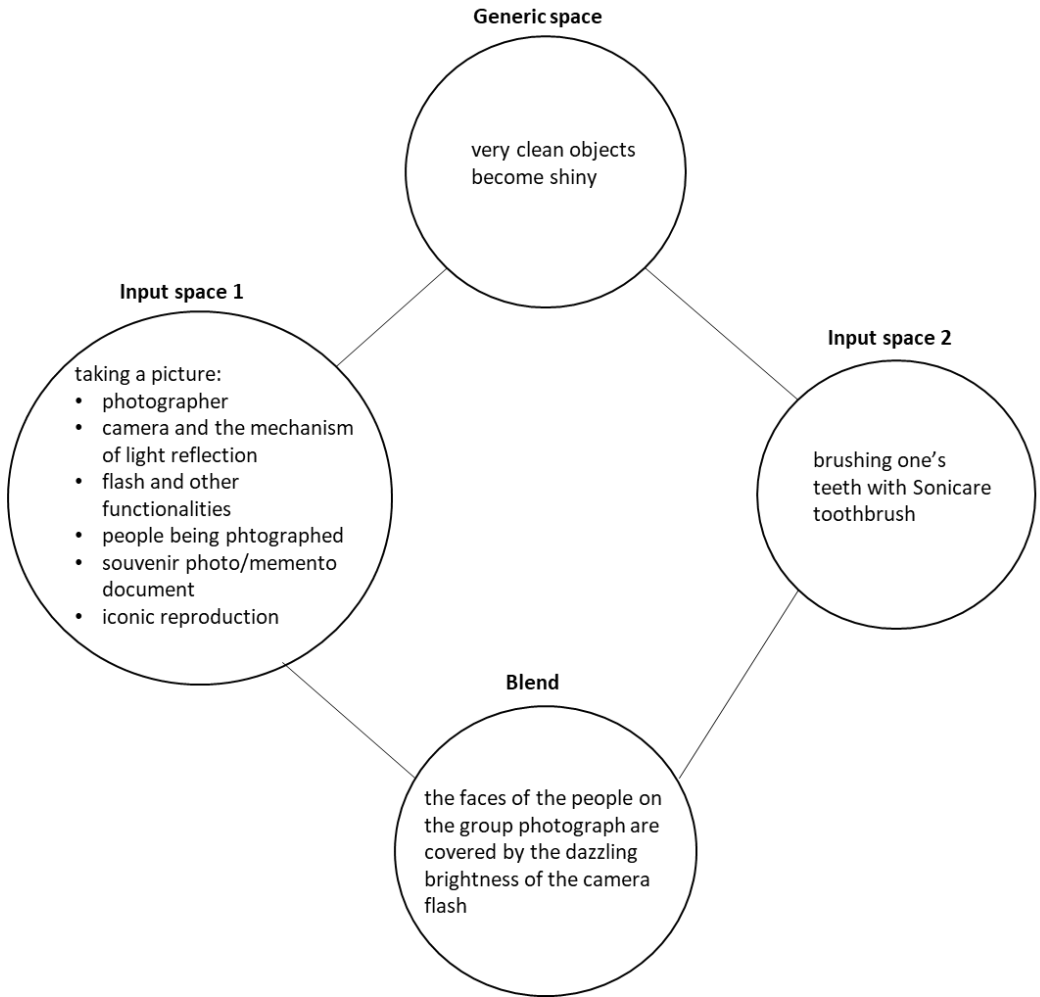 Generic space
very clean objects
become shiny
Input space 1
taking a picture:
• photographer
• camera and the mechanism
of light reflection
• flash and other
functionalities
• people being phtographed
• souvenir photo/memento
document
• iconic reproduction
Input space 2
brushing one's
teeth with Sonicare
toothbrush
Blend
the faces of the people on
the group photograph are
covered by the dazzling
brightness of the camera
flash